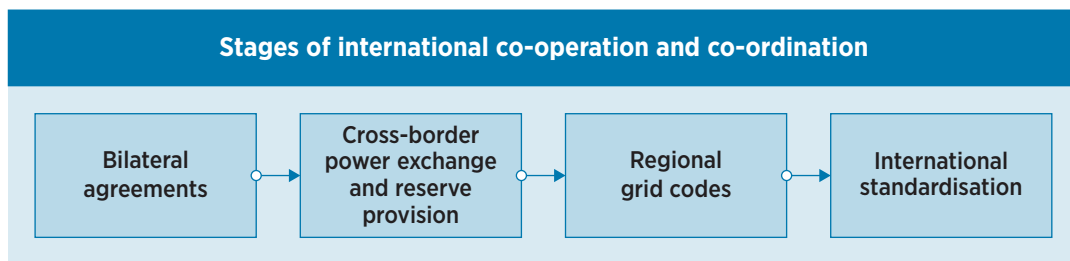 Stages of international co-operation and co-ordination
Bilateral
agreements
Cross-border
power exchange
and reserve
provision
Regional
grid codes
International
standardisation